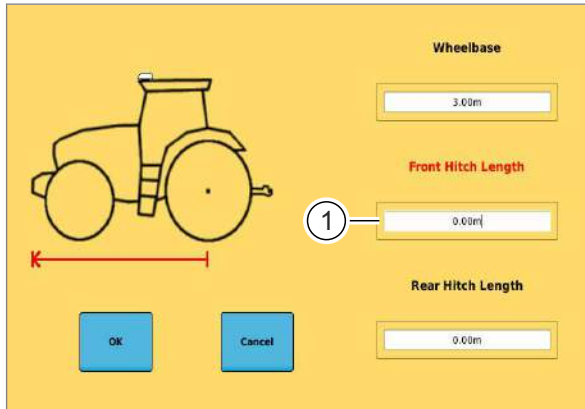 Wheelbase
3.00m
Front Hitch Length
1
0.00m
Rear Hitch Length
OK
Cancel
0.00m